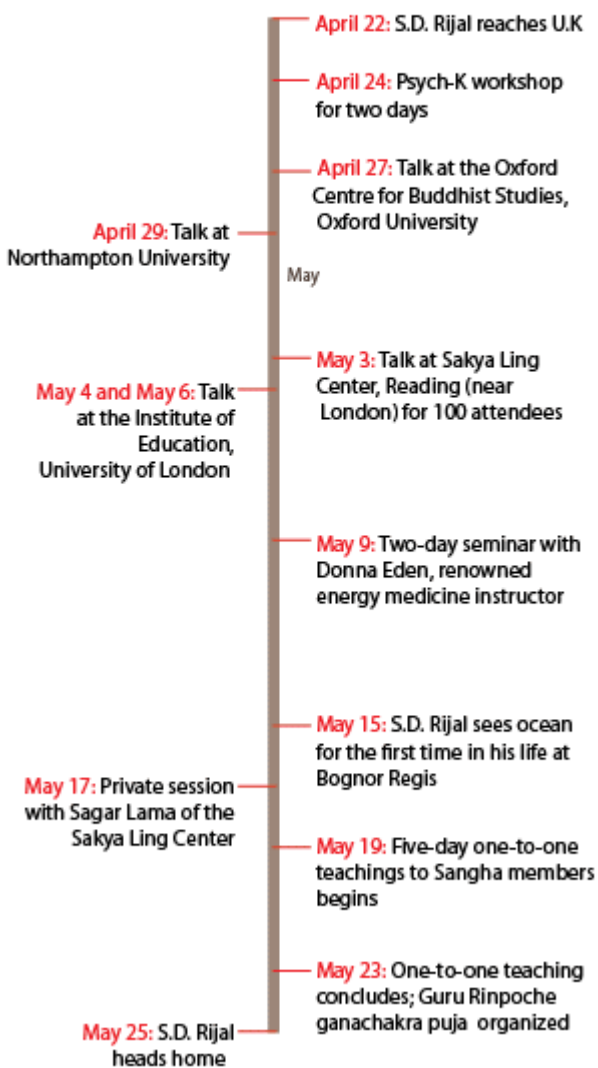 April 22: S.D. Rijal reaches U.K
April 24: Psych-K workshop
for two days
April 27: Talk at the Oxford
Centre for Buddhist Studies,
Oxford University
April 29: Talk at
Northampton University
May
May 3: Talk at Sakya Ling
Center, Reading (near
London) for 100 attendees
May 4 and May 6: Talk
at the Institute of
Education,
University of London
May 9: Two-day seminar with
Donna Eden, renowned
energy medicine instructor
May 15: S.D. Rijal sees ocean
for the first time in his life at
Bognor Regis
May 17: Private session
with Sagar Lama of the
Sakya Ling Center
May 19: Five-day one-to-one
teachings to Sangha members
begins
May 23: One-to-one teaching
concludes; Guru Rinpoche
ganachakra puja organized
May 25: S.D. Rijal
heads home